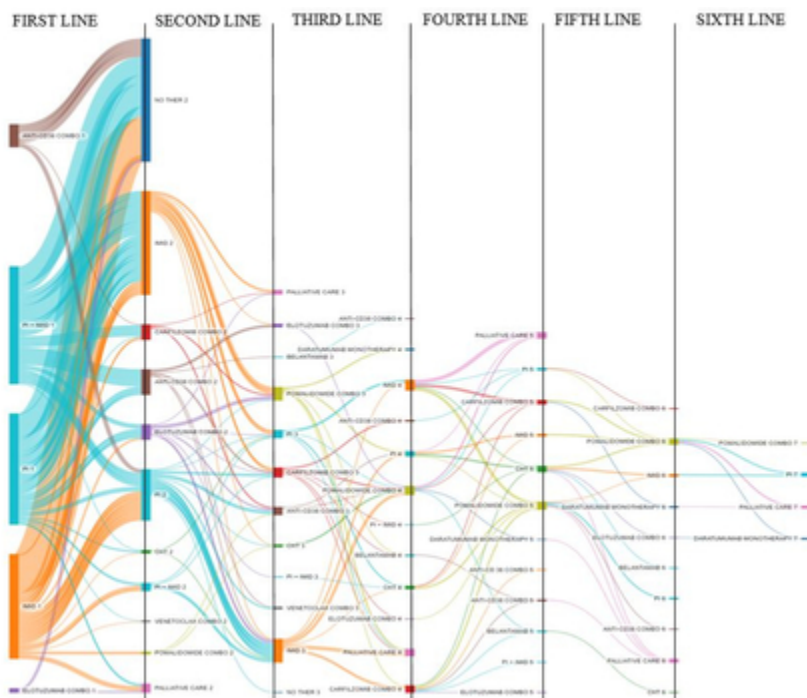 FIRST LINE
SECOND LINE
THIRD LINE
FOURTH LINE
FIFTH LINE
SIXTH LINE
ANTI-CD38 COMBO 1
PI + IMID 1
PI 1
IMID 1
ELOTUZUMAB COMBO 1
NO THER 2
IMID 2
CARFILZOMIB COMBO 2
ANTI-CD38 COMBO 2
ELOTUZUMAB COMBO 2
PI 2
CHT 2
PI + IMID 2
VENETOCLAX COMBO 2
POMALIDOMIDE COMBO 2
PALLIATIVE CARE 2
PALLIATIVE CARE 3
ELOTUZUMAB COMBO 3
BELANTAMAB 3
POMALIDOMIDE COMBO 3
PI 3
CARFILZOMIB COMBO 3
ANTI-CD38 COMBO 3
CHT 3
PI + IMID 3
VENETOCLAX COMBO 3
IMID 3
NO THER 3
ANTI-CD38 COMBO 4
DARATUMUMAB MONOTHERAPY 4
IMID 4
ANTI-CD38 COMBO 4
PI 4
POMALIDOMIDE COMBO 4
PI + IMID 4
BELANTAMAB 4
CHT 4
ELOTUZUMAB COMBO 4
PALLIATIVE CARE 4
CARFILZOMIB COMBO 4
PALLIATIVE CARE 5
PI 5
CARFILZOMIB COMBO 5
IMID 5
CHT 5
POMALIDOMIDE COMBO 5
DARATUMUMAB MONOTHERAPY 5
ANTI-CD 38 COMBO 5
ANTI-CD38 COMBO 5
BELANTAMAB 5
PI + IMID 5
ELOTUZUMAB COMBO 5
CARFILZOMIB COMBO 6
POMALIDOMIDE COMBO 6
IMID 6
DARATUMUMAB MONOTHERAPY 6
ELOTUZUMAB COMBO 6
BELANTAMAB 6
PI 6
ANTI-CD38 COMBO 6
PALLIATIVE CARE 6
CHT 6
POMALIDOMIDE COMBO 7
PI 7
PALLIATIVE CARE 7
DARATUMUMAB MONOTHERAPY 7